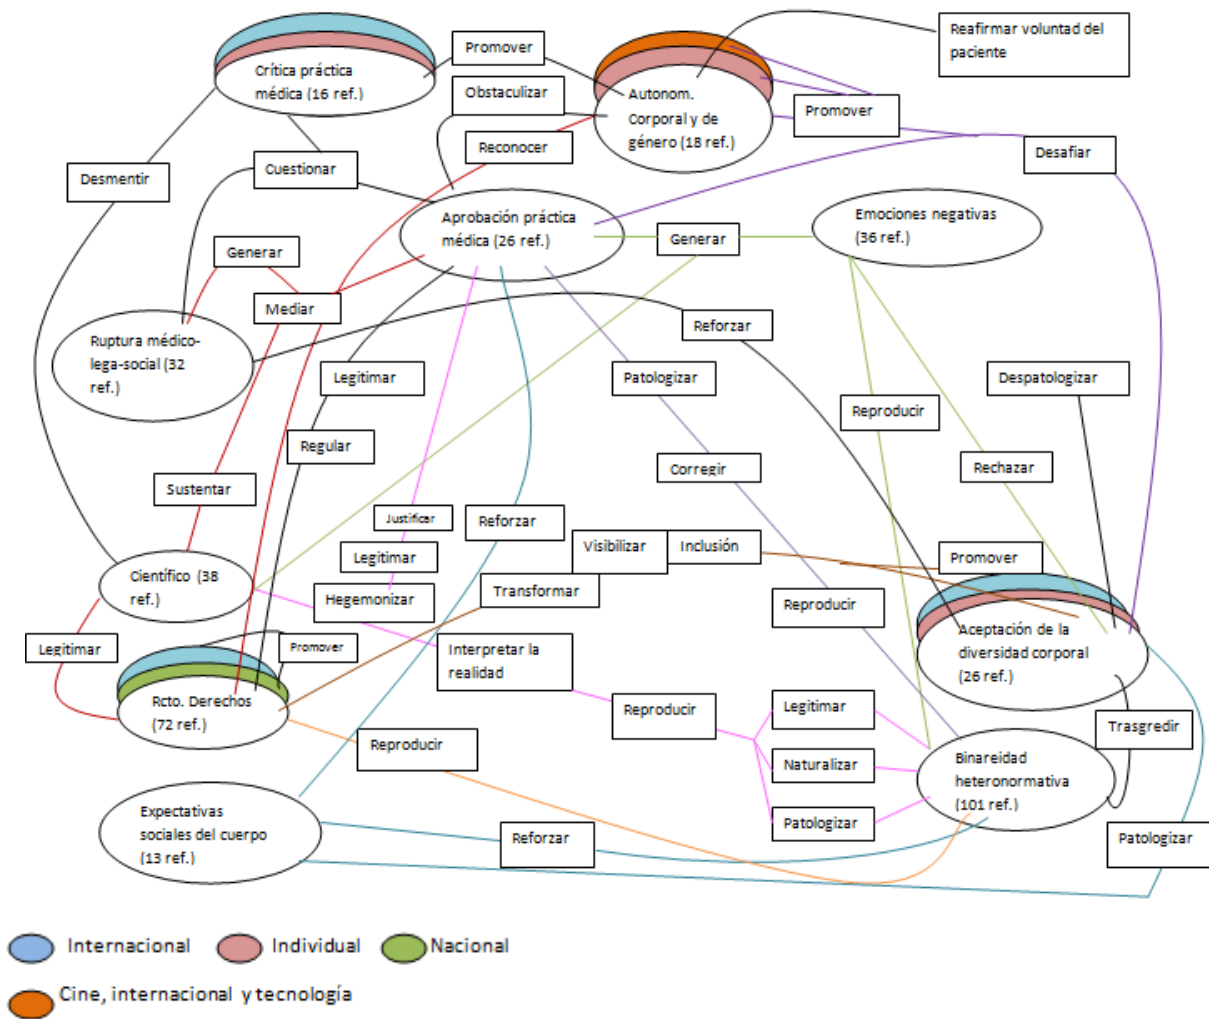 Reafirmar voluntad del
paciente
Promover
Crítica práctica
médica (16 ref.)
Obstaculizar
Autonom.
Corporal y de
género (18 ref.)
Promover
Reconocer
Desafiar
Cuestionar
Desmentir
Aprobación práctica
médica (26 ref.)
Emociones negativas
(36 ref.)
Generar
Generar
Mediar
Reforzar
Ruptura médico-
lega-social (32
ref.)
Legitimar
Patologizar
Despatologizar
Reproducir
Regular
Corregir
Rechazar
Sustentar
Justificar
Reforzar
Visibilizar
Inclusión
Legitimar
Promover
Científico (38
ref.)
Transformar
Hegemonizar
Reproducir
Aceptación de la
diversidad corporal
(26 ref.)
Legitimar
Promover
Interpretar la
realidad
Rcto. Derechos
(72 ref.)
Reproducir
Legitimar
Trasgredir
Reproducir
Naturalizar
Binareidad
heteronormativa
(101 ref.)
Expectativas
sociales del cuerpo
(13 ref.)
Patologizar
Reforzar
Patologizar
Internacional
Individual
Nacional
Cine, internacional y tecnología